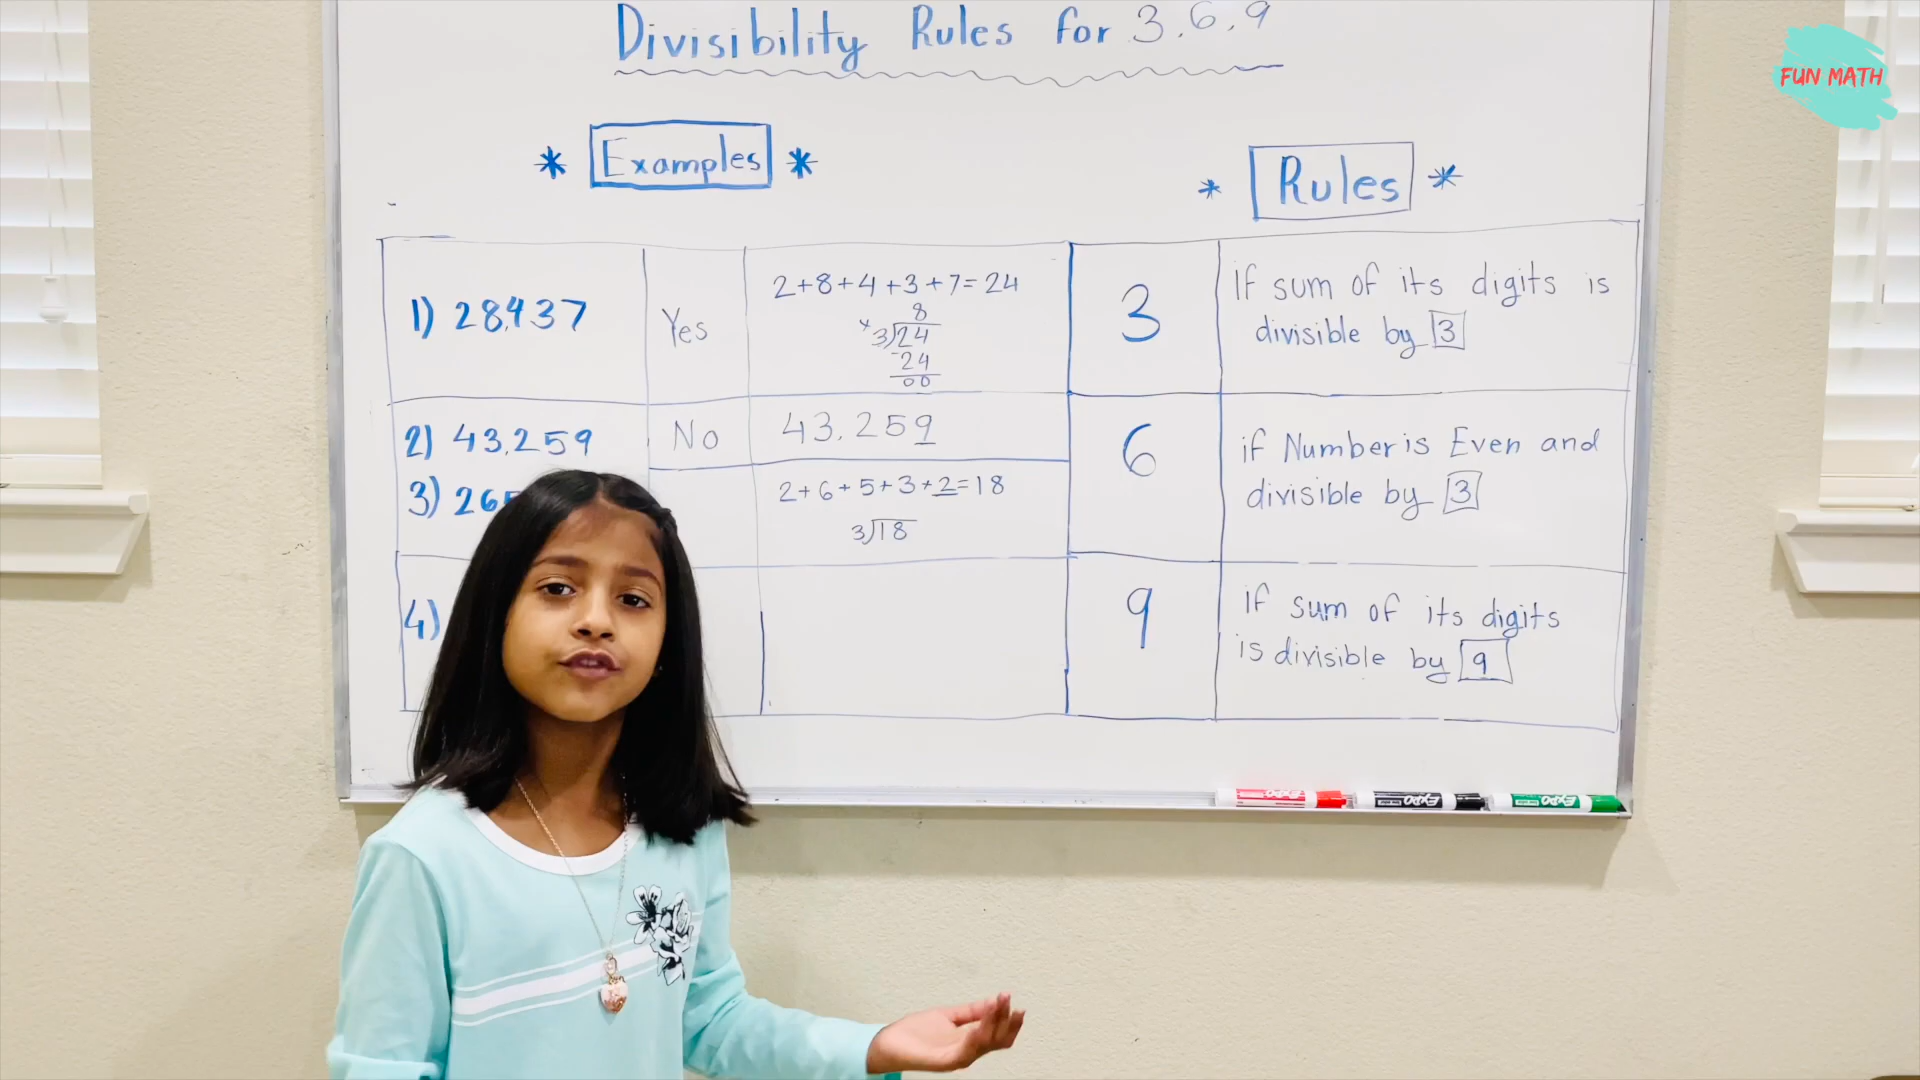 Divisibility Rules for 3,6,9
FUN MATH
* Examples *
* Rules *
1) 28,437
Yes
2+8+4+3+7=24
8
3)24
-24
00
3
If sum of its digits is
divisible by 3
2) 43,259
No
43,259
3) 26
2+6+5+3+2=18
3)18
6
if Number is Even and
divisible by 3
4)
9
If sum of its digits
is divisible by 9
EXPO
EXPO
EXPO